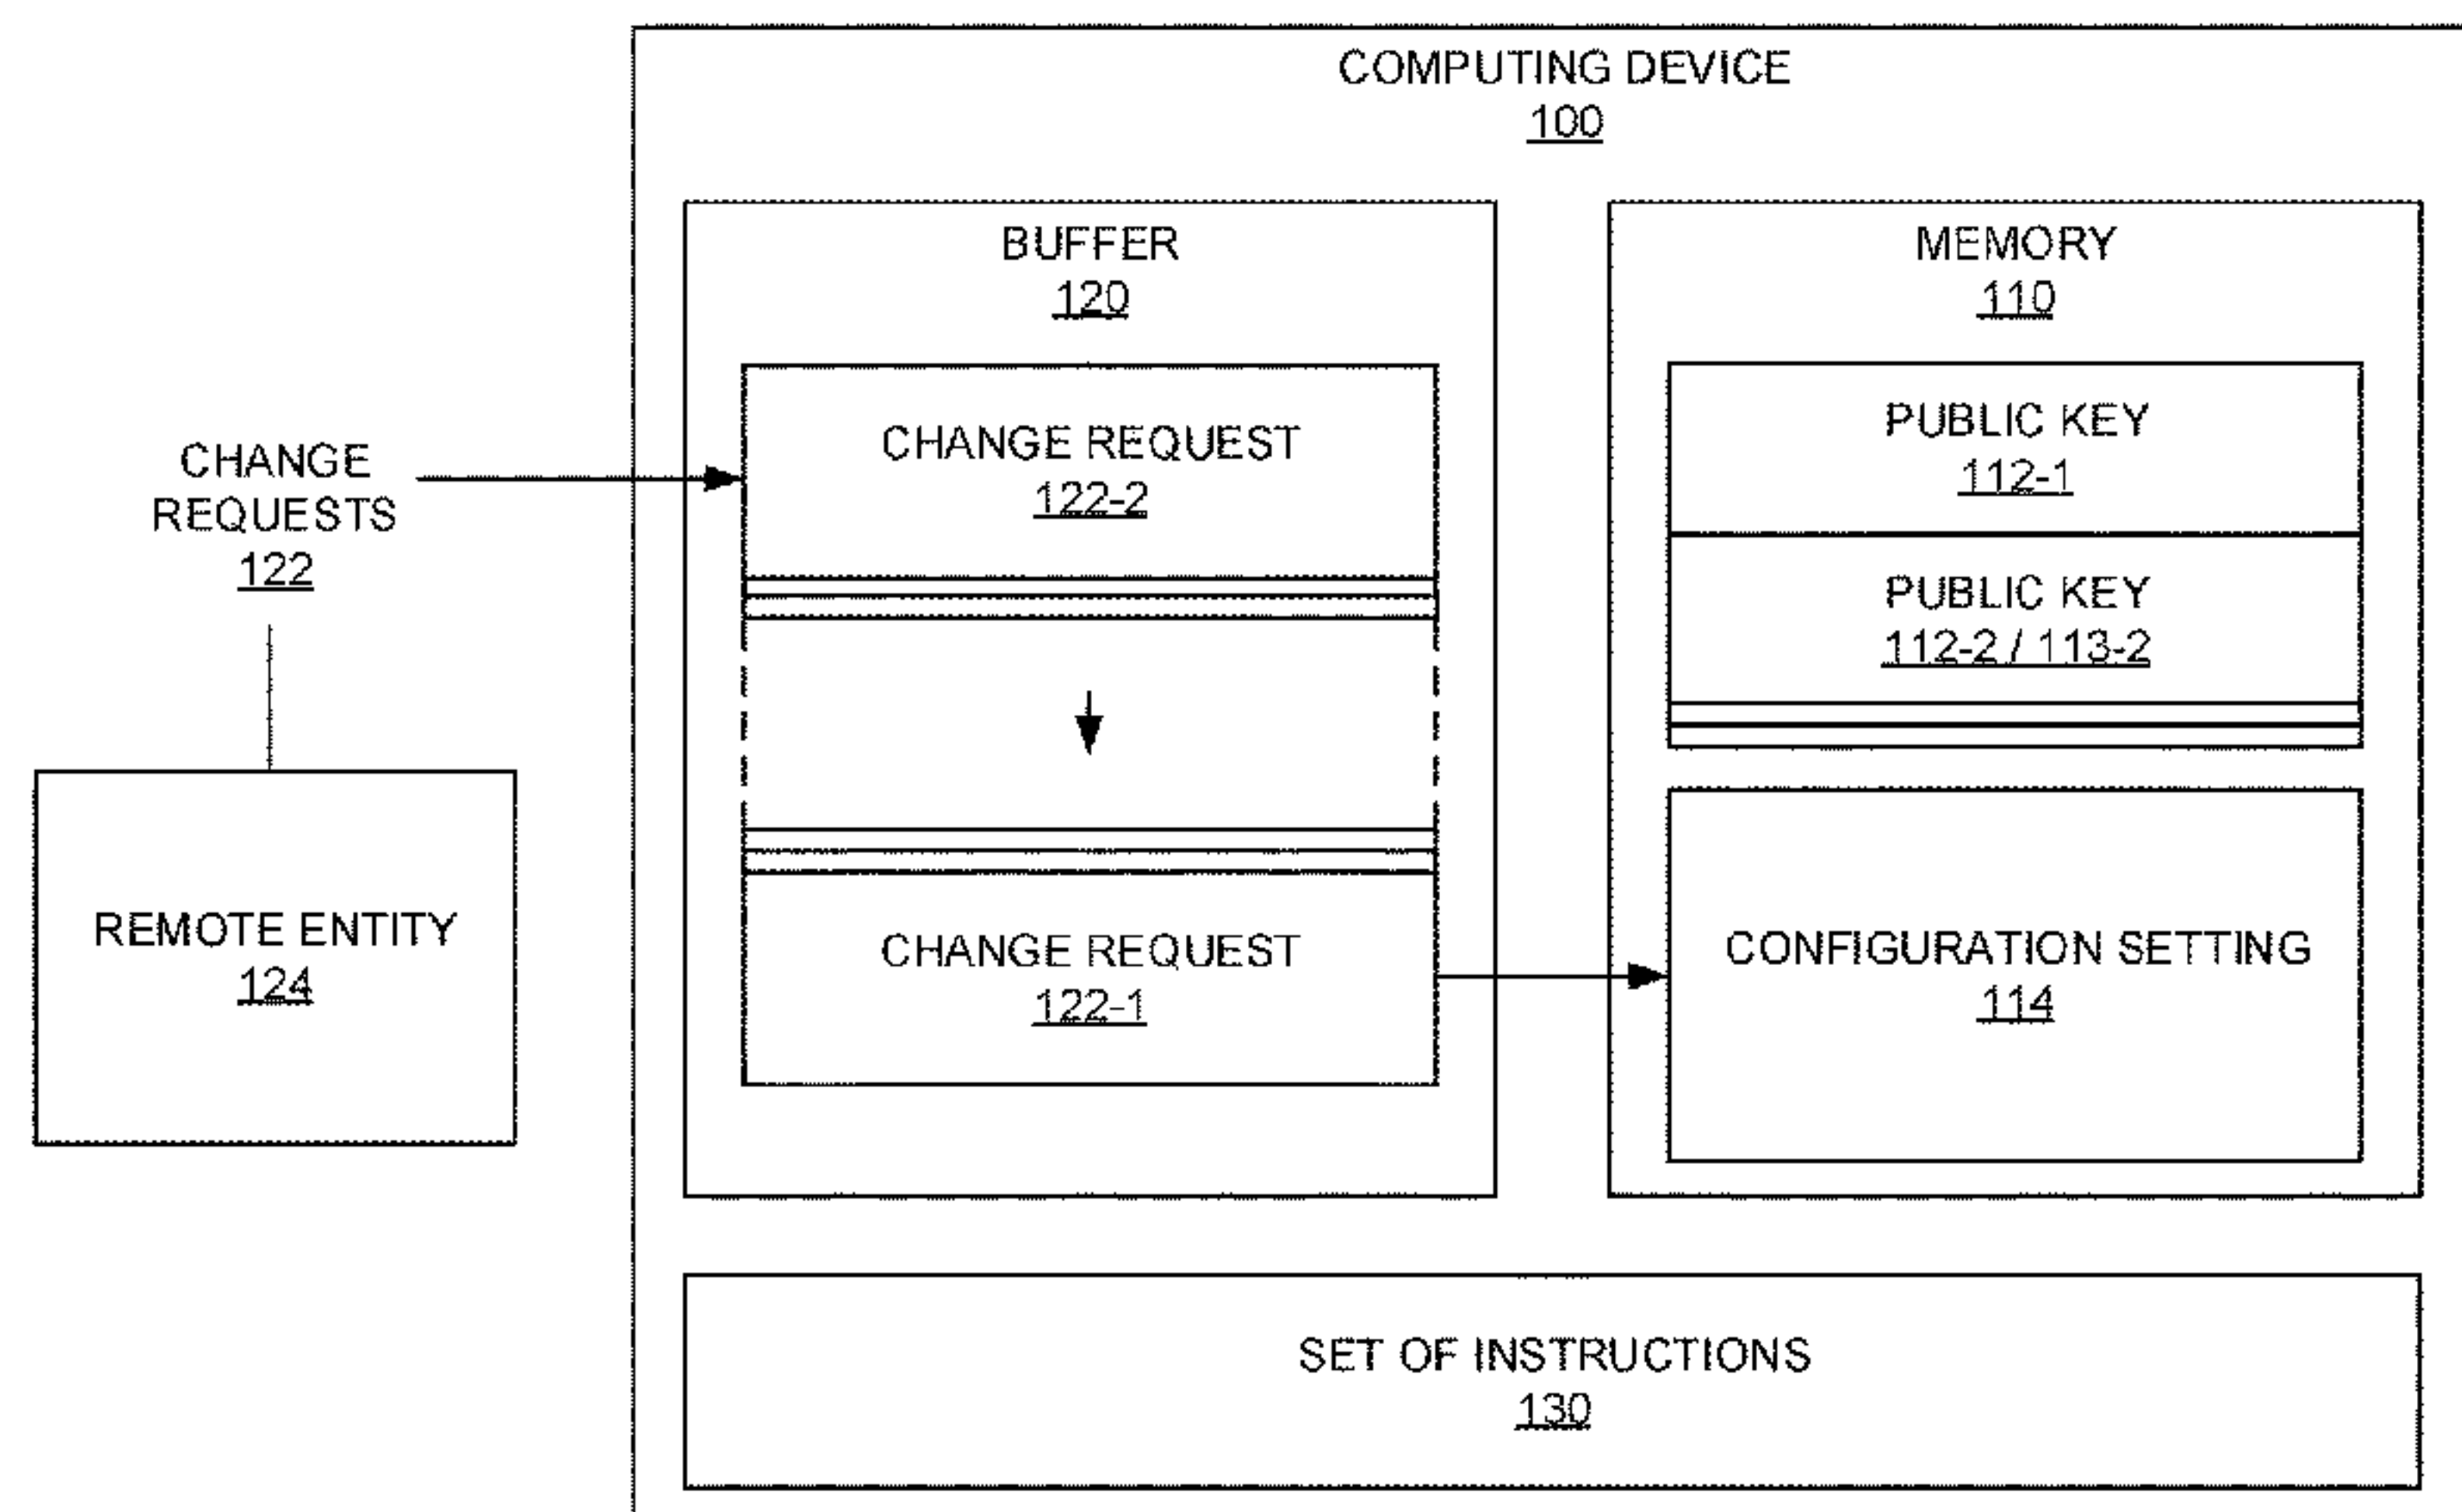 COMPUTING DEVICE
100
BUFFER
120
MEMORY
110
CHANGE
REQUESTS
122
CHANGE REQUEST
122-2
PUBLIC KEY
112-1
PUBLIC KEY
112-2 / 113-2
REMOTE ENTITY
124
CHANGE REQUEST
122-1
CONFIGURATION SETTING
114
SET OF INSTRUCTIONS
130